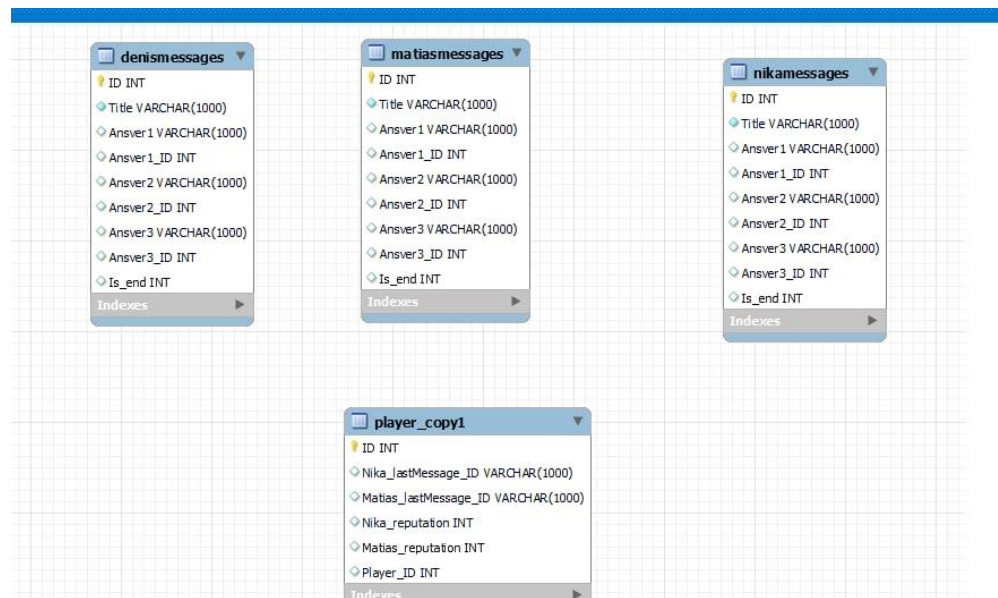 denismessages
ID INT
Title VARCHAR(1000)
Ansver1 VARCHAR(1000)
Ansver1_ID INT
Ansver2 VARCHAR(1000)
Ansver2_ID INT
Ansver3 VARCHAR(1000)
Ansver3_ID INT
Is_end INT
Indexes
matiasmessages
ID INT
Title VARCHAR(1000)
Ansver1 VARCHAR(1000)
Ansver1_ID INT
Ansver2 VARCHAR(1000)
Ansver2_ID INT
Ansver3 VARCHAR(1000)
Ansver3_ID INT
Is_end INT
Indexes
nikamessages
ID INT
Title VARCHAR(1000)
Ansver1 VARCHAR(1000)
Ansver1_ID INT
Ansver2 VARCHAR(1000)
Ansver2_ID INT
Ansver3 VARCHAR(1000)
Ansver3_ID INT
Is_end INT
Indexes
player_copy1
ID INT
Nika_lastMessage_ID VARCHAR(1000)
Matias_lastMessage_ID VARCHAR(1000)
Nika_reputation INT
Matias_reputation INT
Player_ID INT
Indexes